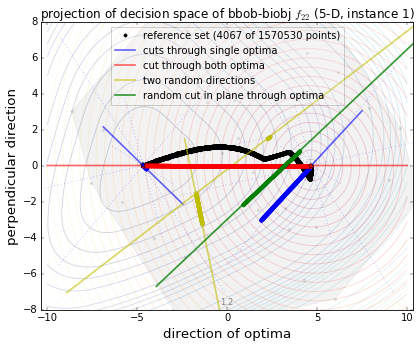 projection of decision space of bbob-biobj f22 (5-D, instance 1)
reference set (4067 of 1570530 points)
cuts through single optima
cut through both optima
two random directions
random cut in plane through optima
perpendicular direction
8
6
4
2
0
−2
−4
−6
−8
1,2
−10
−5
0
5
10
direction of optima